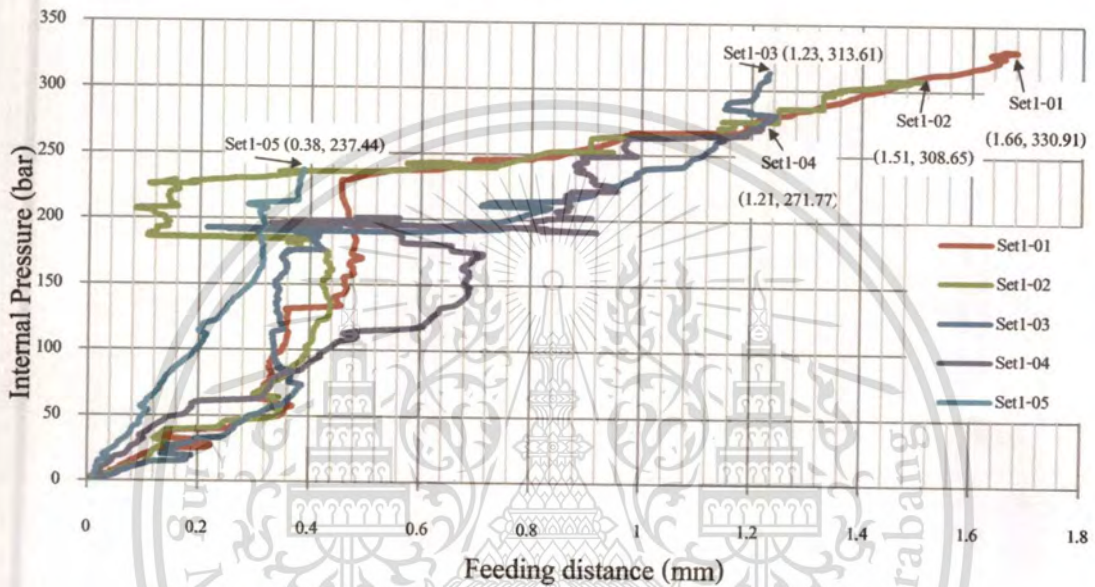 350
300
250
200
150
100
50
0
Internal Pressure (bar)
Set1-03 (1.23, 313.61)
Set1-05 (0.38, 237.44)
Set1-01
(1.66, 330.91)
Set1-02
(1.51, 308.65)
Set1-04
(1.21, 271.77)
Set1-01
Set1-02
Set1-03
Set1-04
Set1-05
0
0.2
0.4
0.6
0.8
1
1.2
1.4
1.6
1.8
Feeding distance (mm)